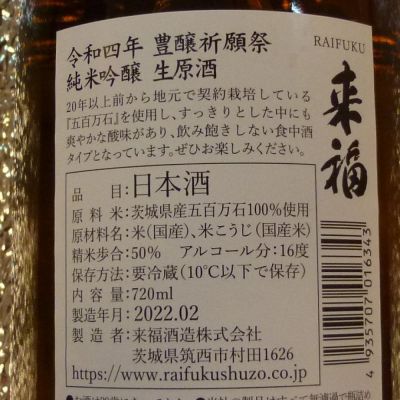 令和四年 豊醸祈願祭
純米吟醸 生原酒
20年以上前から地元で契約栽培している
『五百万石』を使用し、すっきりとした中にも
爽やかな酸味があり、飲み飽きしない食中酒
タイプとなっています。ぜひお楽しみください。
RAIFUKU
来福
品 目:日本酒
原 料 米:茨城県産五百万石100%使用
原材料名:米(国産)、米こうじ(国産米)
精米歩合:50% アルコール分:16度
保存方法:要冷蔵(10℃以下で保存)
内 容 量:720ml
製造年月:2022.02
製 造 者:来福酒造株式会社
茨城県筑西市村田1626
https://www.raifukushuzo.co.jp/
4935707016343